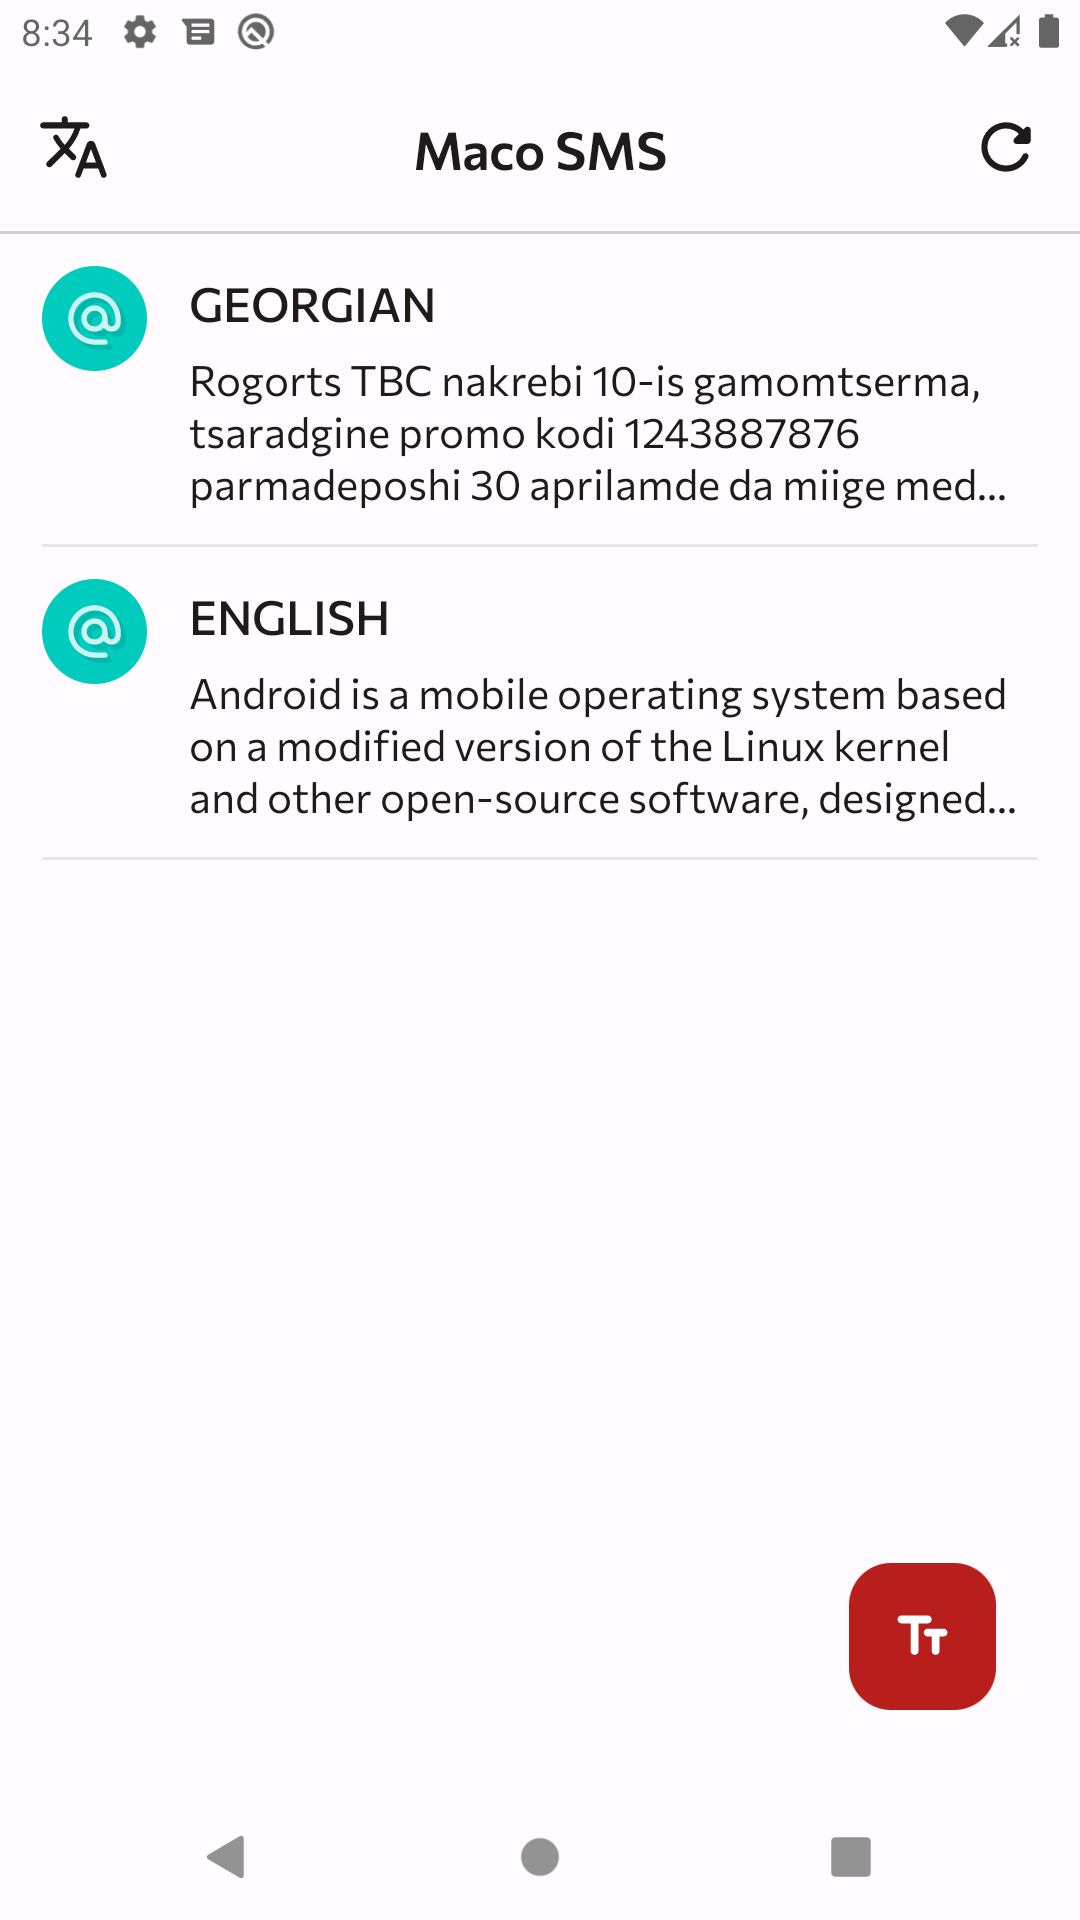 8:34
Maco SMS
GEORGIAN
Rogorts TBC nakrebi 10-is gamomtserma,
tsaradgine promo kodi 1243887876
parmadeposhi 30 aprilamde da miige med...
ENGLISH
Android is a mobile operating system based
on a modified version of the Linux kernel
and other open-source software, designed...